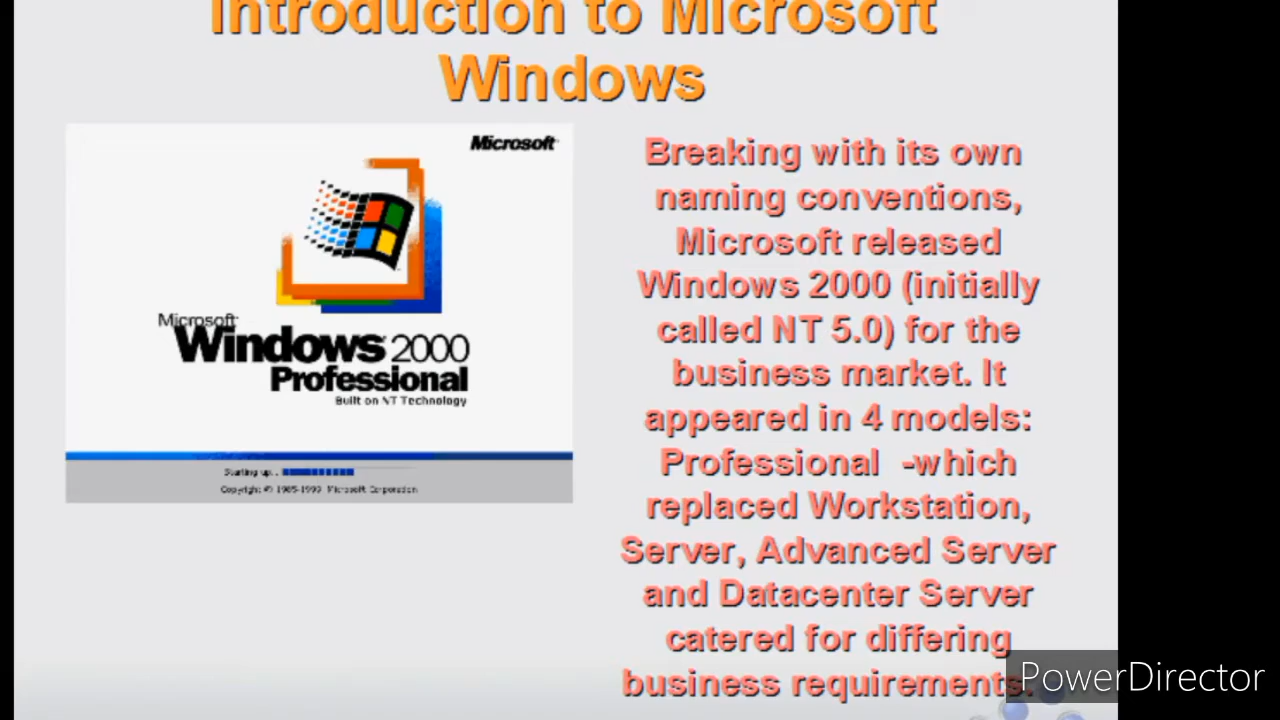 Introduction to Microsoft
Windows
Microsoft
Microsoft
Windows 2000
Professional
Built on NT Technology
Starting up...
Copyright © 1985-1999 Microsoft Corporation
Breaking with its own
naming conventions,
Microsoft released
Windows 2000 (initially
called NT 5.0) for the
business market. It
appeared in 4 models:
Professional -which
replaced Workstation,
Server, Advanced Server
and Datacenter Server
catered for differing
business requirements.
PowerDirector